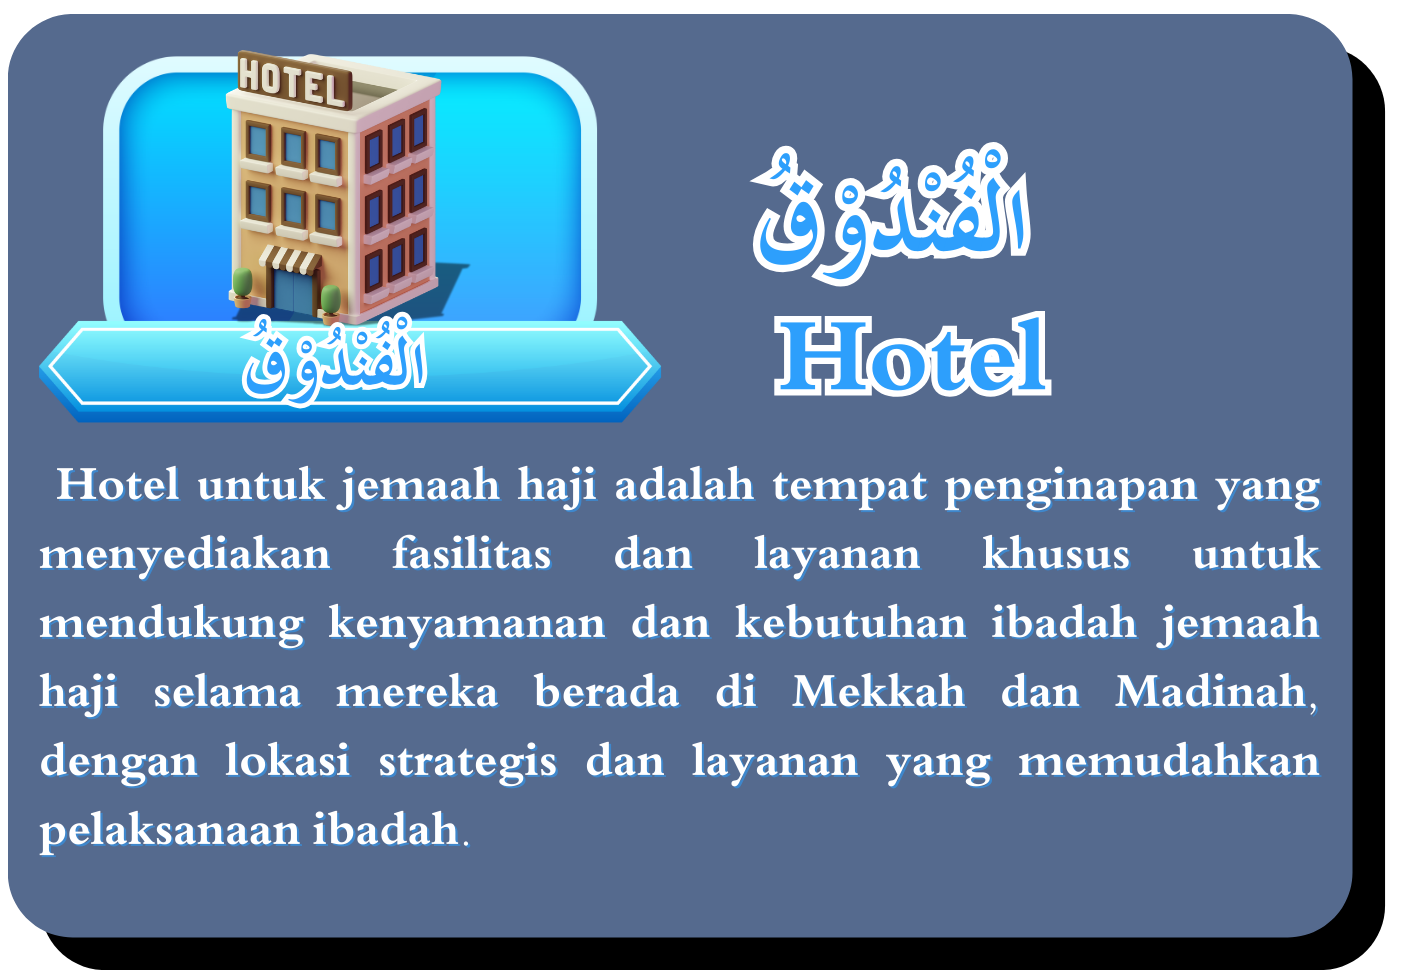 HOTEL
الْفُنْدُوْقُ
الْفُنْدُوْقُ
Hotel
Hotel untuk jemaah haji adalah tempat penginapan yang
menyediakan fasilitas dan layanan khusus untuk
mendukung kenyamanan dan kebutuhan ibadah jemaah
haji selama mereka berada di Mekkah dan Madinah,
dengan lokasi strategis dan layanan yang memudahkan
pelaksanaan ibadah.